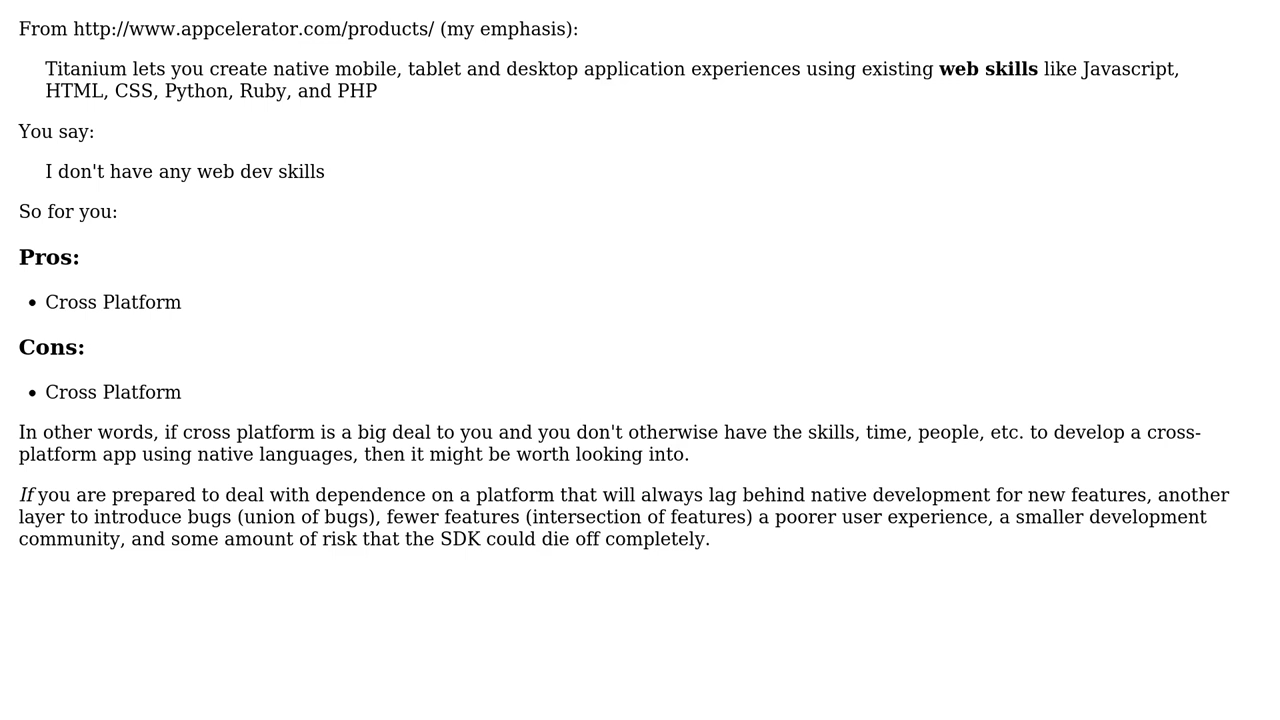 From http://www.appcelerator.com/products/ (my emphasis):
Titanium lets you create native mobile, tablet and desktop application experiences using existing web skills like Javascript,
HTML, CSS, Python, Ruby, and PHP
You say:
I don't have any web dev skills
So for you:
Pros:
• Cross Platform
Cons:
• Cross Platform
In other words, if cross platform is a big deal to you and you don't otherwise have the skills, time, people, etc. to develop a cross-
platform app using native languages, then it might be worth looking into.
If you are prepared to deal with dependence on a platform that will always lag behind native development for new features, another
layer to introduce bugs (union of bugs), fewer features (intersection of features) a poorer user experience, a smaller development
community, and some amount of risk that the SDK could die off completely.